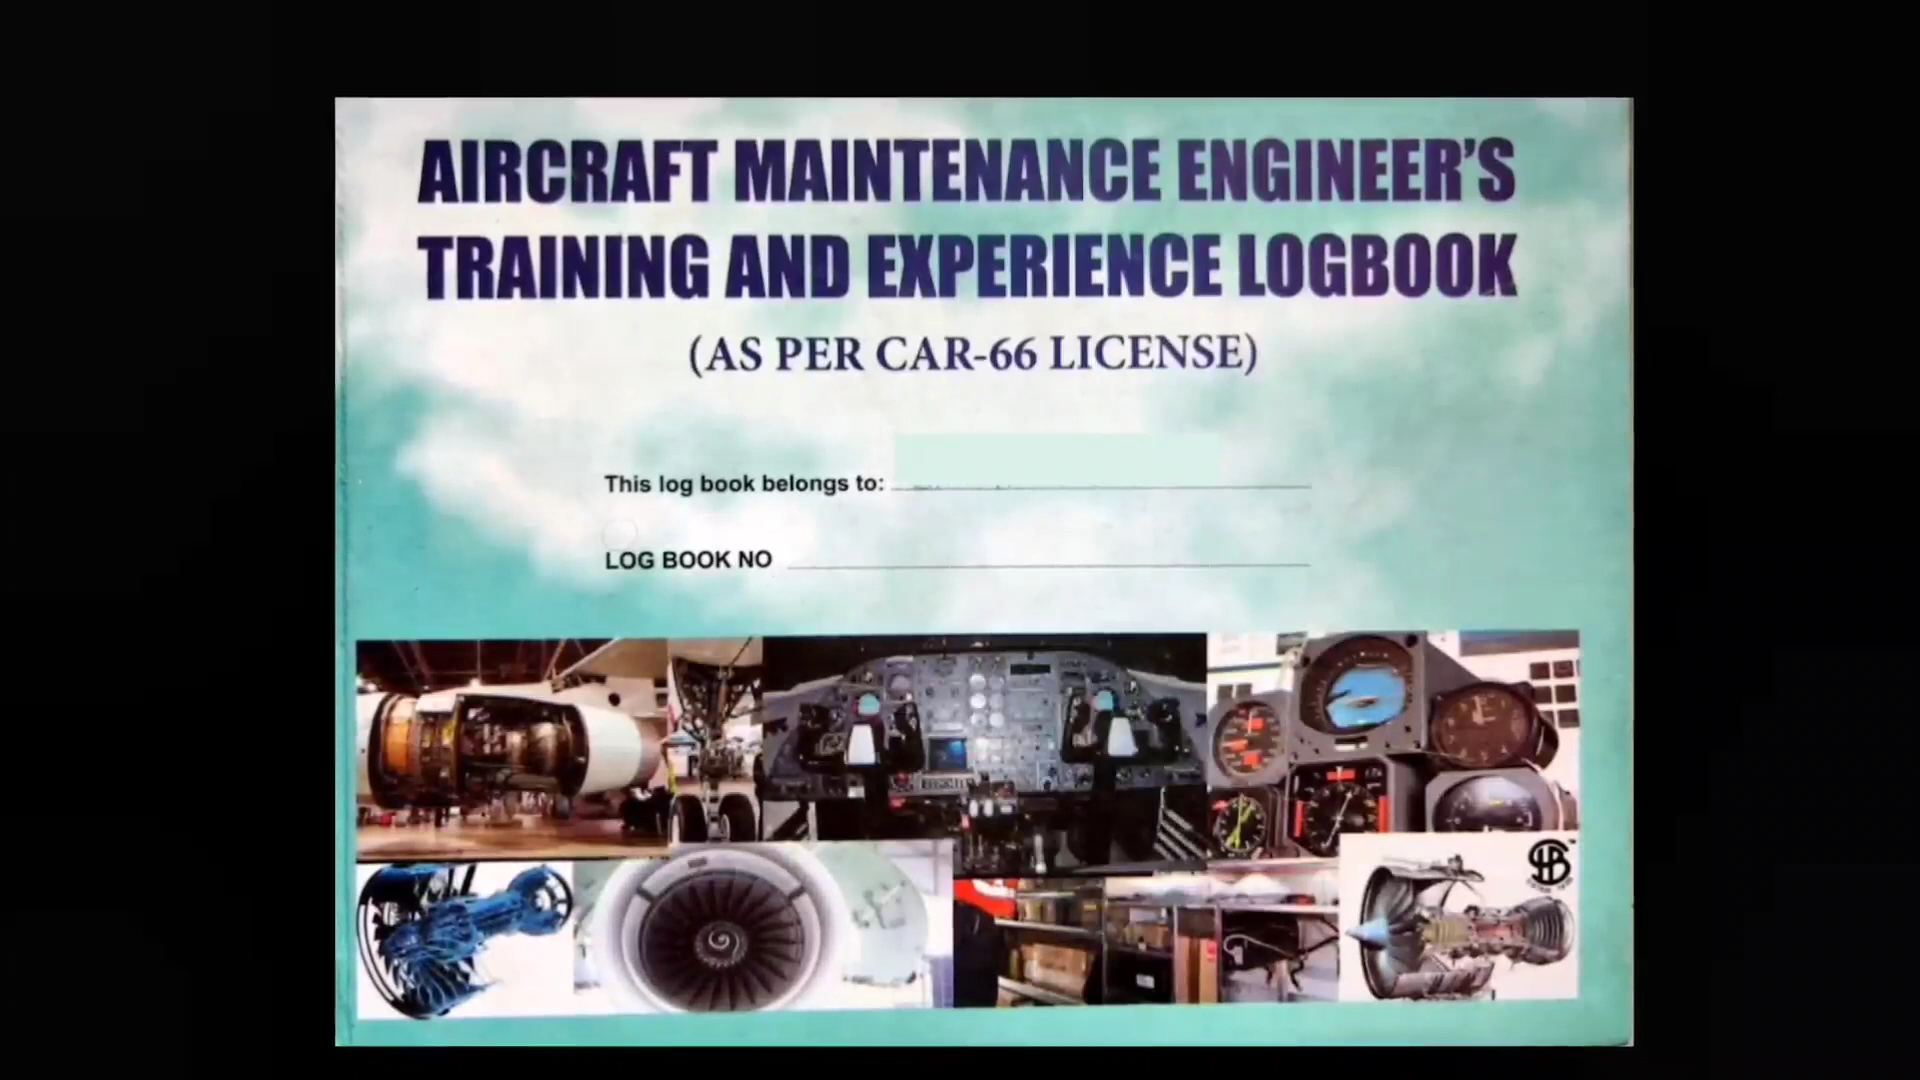 AIRCRAFT MAINTENANCE ENGINEER'S
TRAINING AND EXPERIENCE LOGBOOK
(AS PER CAR-66 LICENSE)
This log book belongs to:
LOG BOOK NO